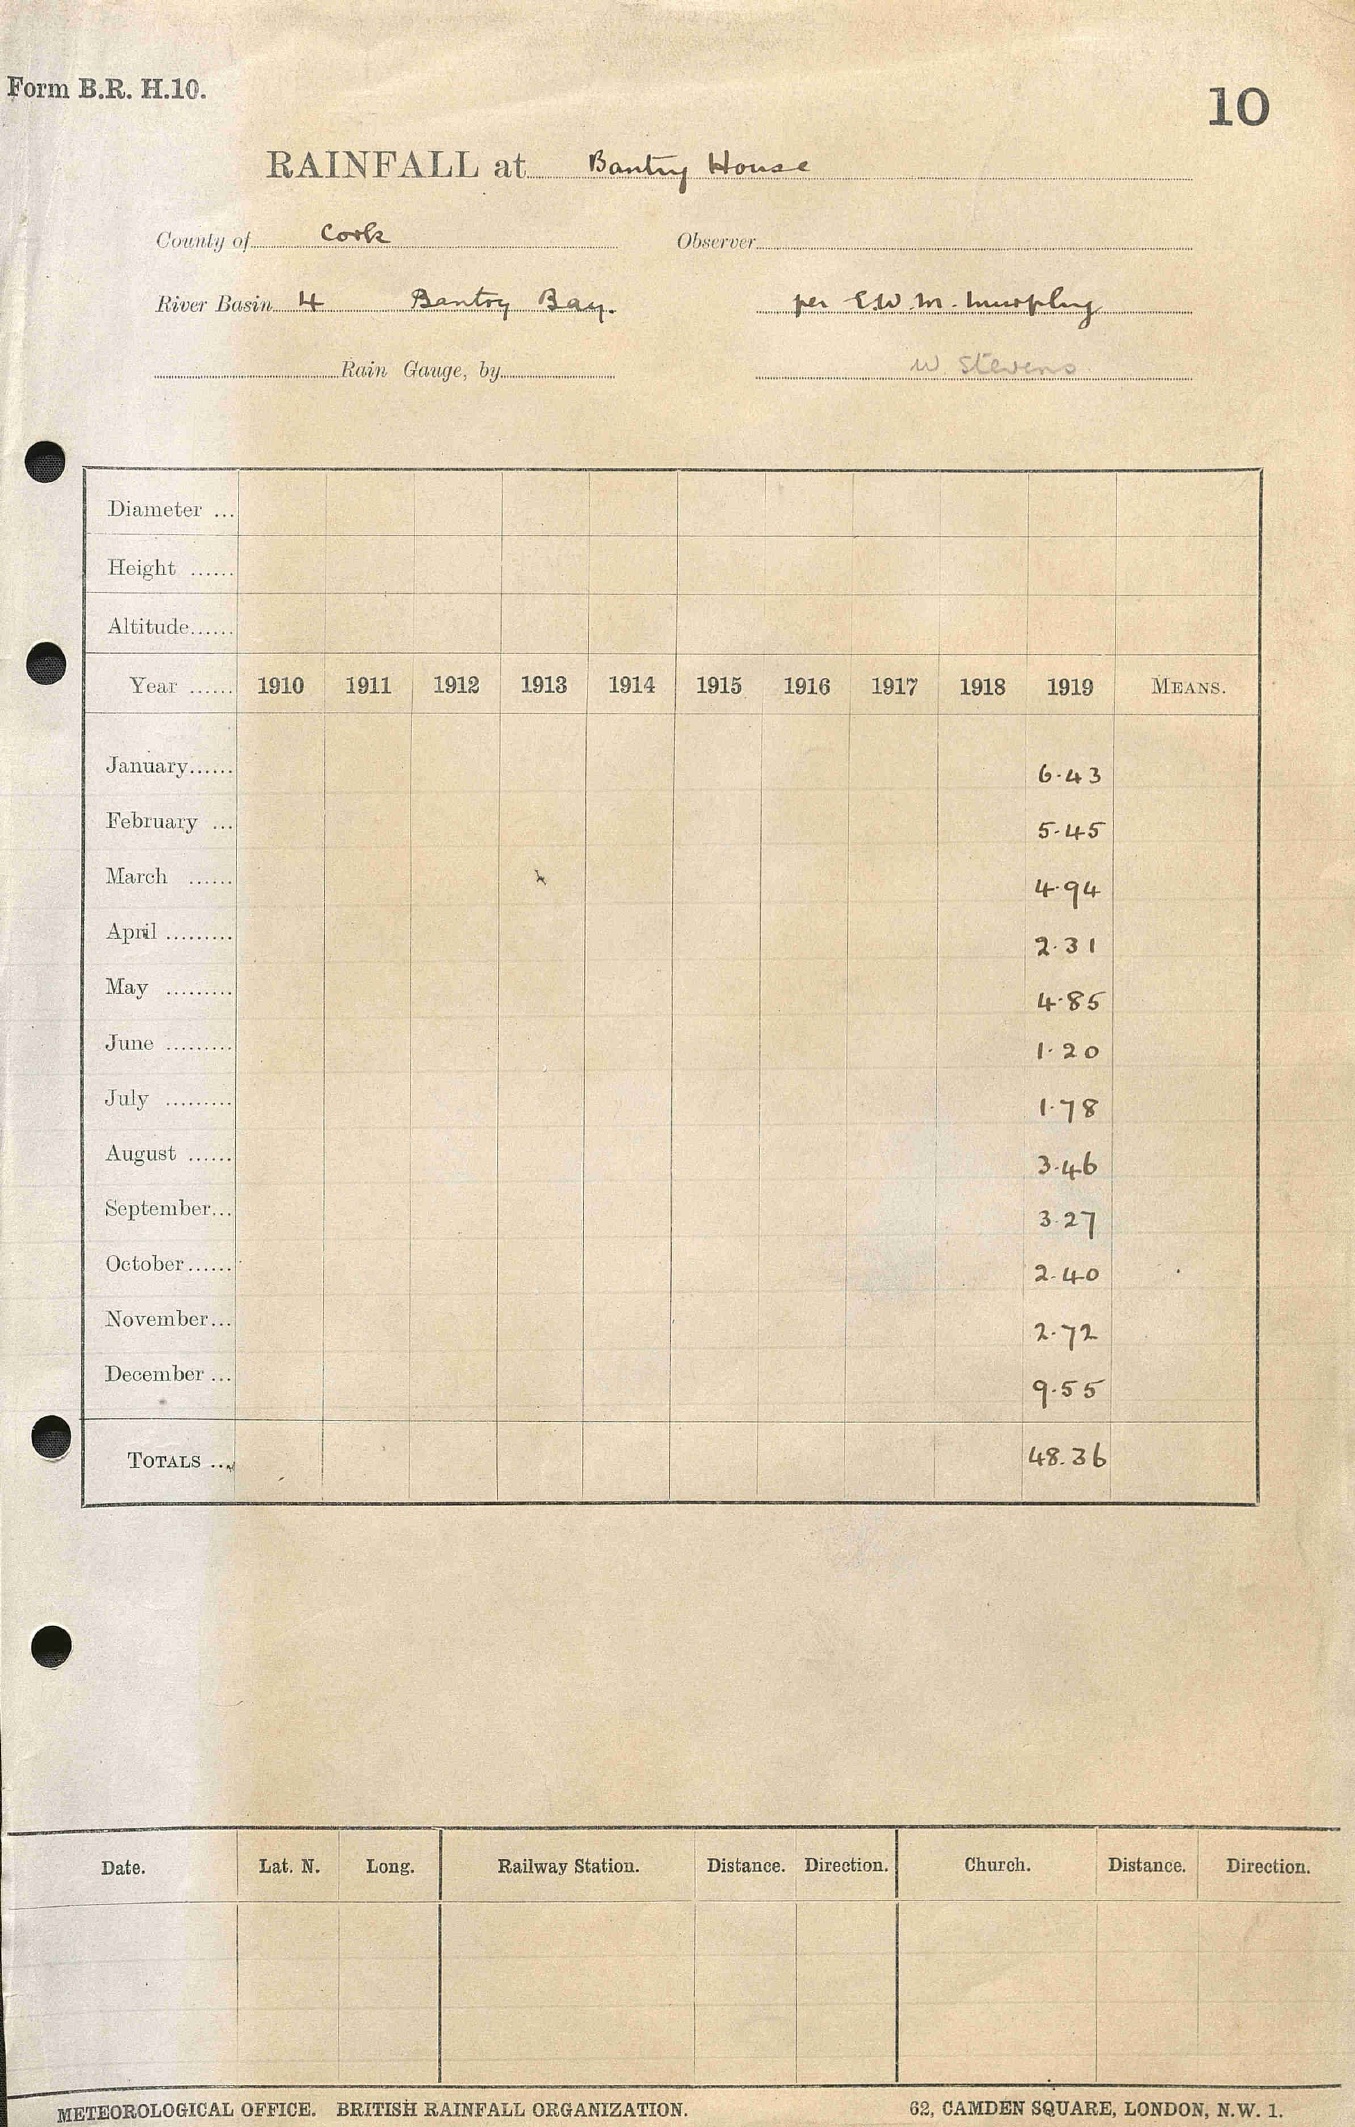 Form B.R. H.10.
10
RAINFALL at Bantry House
County of Cork Observer
River Basin 4 Bantry Bay. per E.W.M. Murphy
Rain Gauge, by W Stevens
Diameter ...
Height ......
Altitude......
Year ...... 1910 1911 1912 1913 1914 1915 1916 1917 1918 1919 MEANS.
January...... 6.43
February ... 5.45
March ...... 4.94
April ......... 2.31
May ......... 4.85
June ......... 1.20
July ......... 1.78
August ...... 3.46
September... 3.27
October...... 2.40
November... 2.72
December ... 9.55
TOTALS ... 48.36
Date. Lat. N. Long. Railway Station. Distance. Direction. Church. Distance. Direction.
METEOROLOGICAL OFFICE. BRITISH RAINFALL ORGANIZATION. 62, CAMDEN SQUARE, LONDON, N.W. 1.